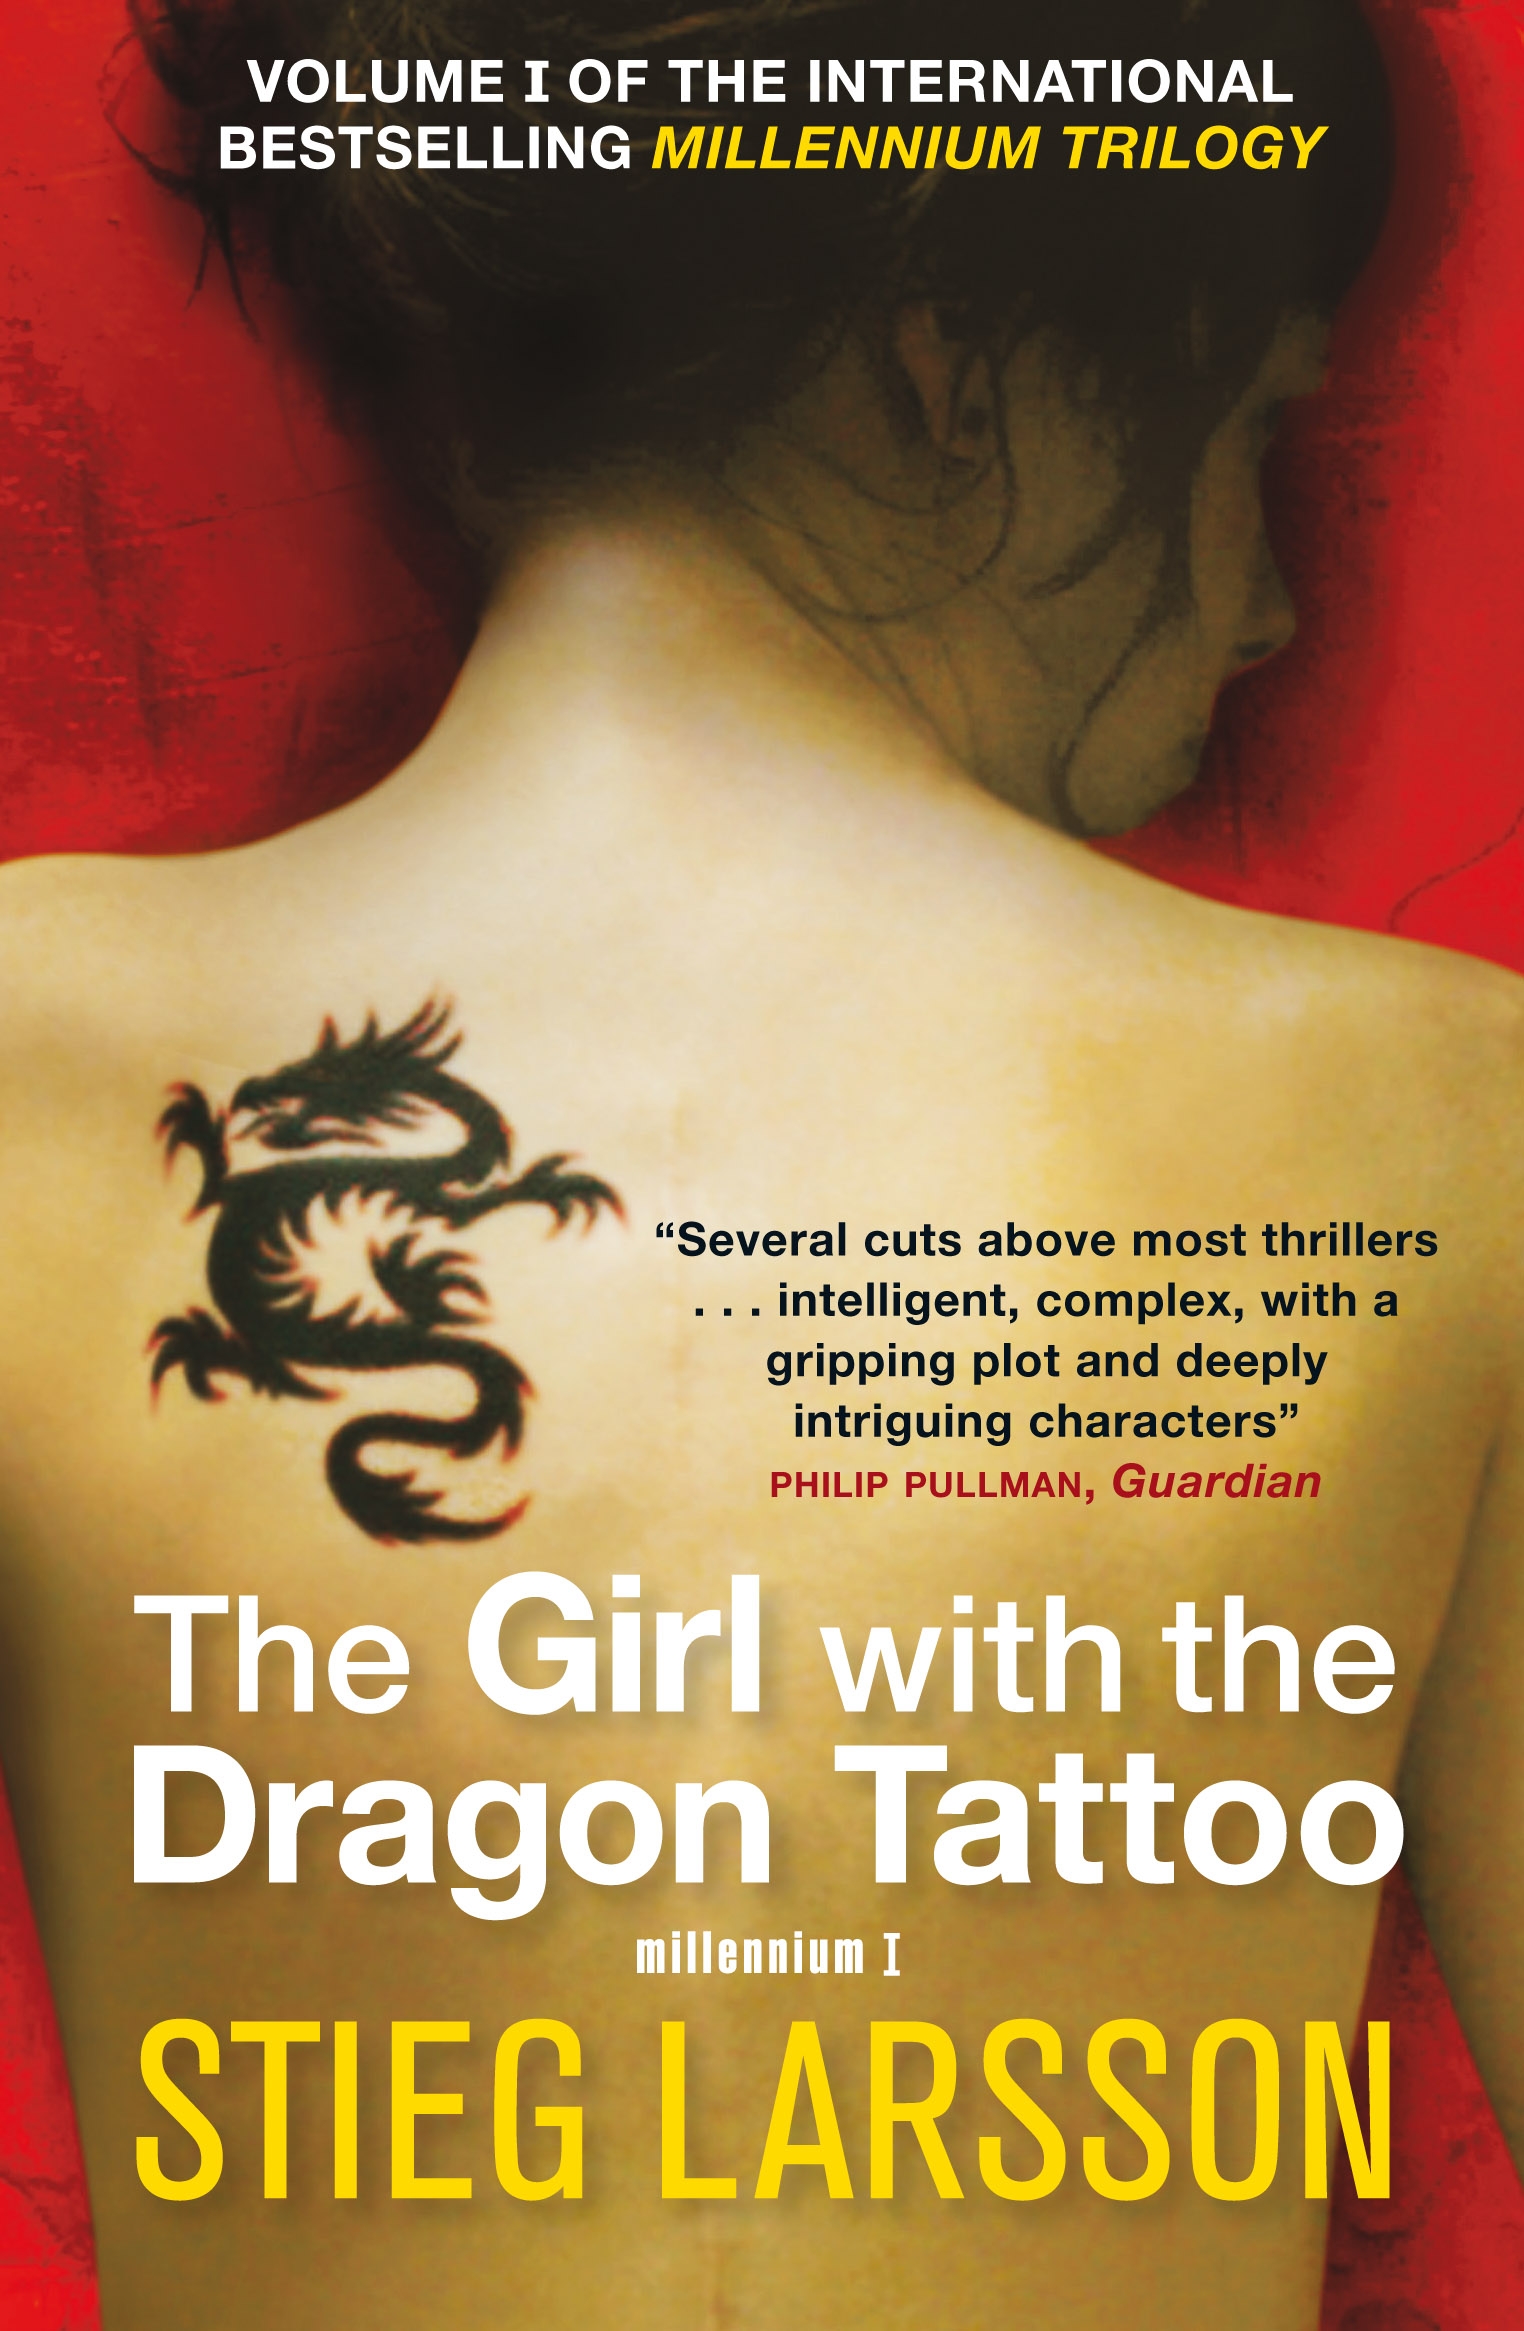 VOLUME I OF THE INTERNATIONAL
BESTSELLING MILLENNIUM TRILOGY
“Several cuts above most thrillers
. . . intelligent, complex, with a
gripping plot and deeply
intriguing characters”
PHILIP PULLMAN, Guardian
The Girl with the
Dragon Tattoo
millennium I
STIEG LARSSON